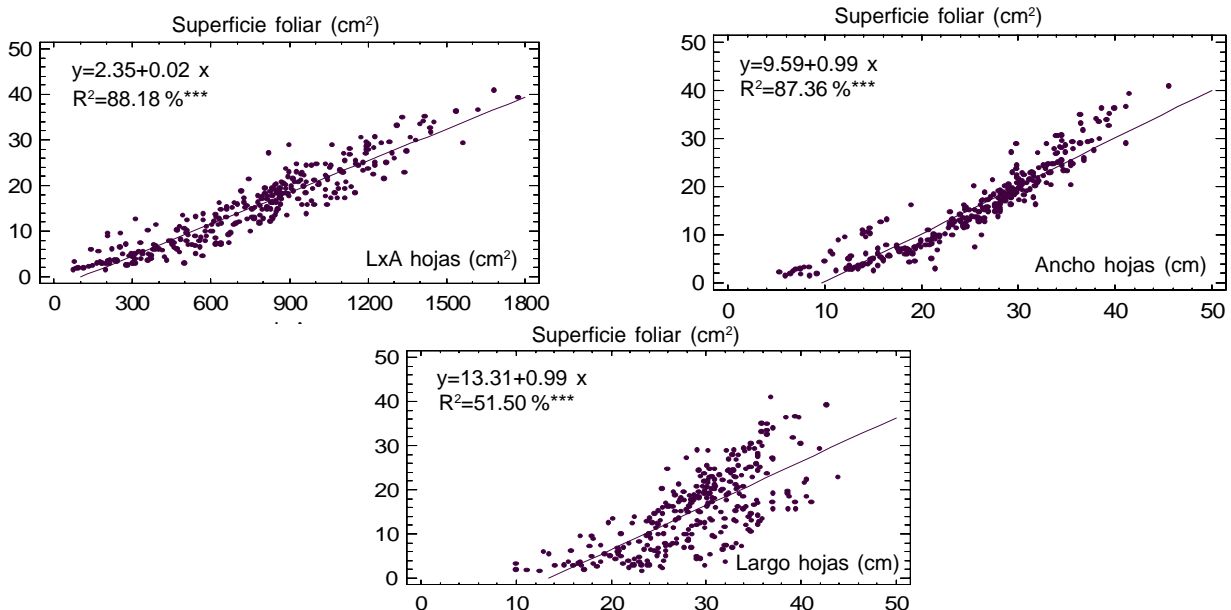 Superficie foliar (cm²)
50
40
30
20
10
0
y=2.35+0.02 x
R²=88.18 %***
LxA hojas (cm²)
0 300 600 900 1200 1500 1800
Superficie foliar (cm²)
50
40
30
20
10
0
y=9.59+0.99 x
R²=87.36 %***
Ancho hojas (cm)
0 10 20 30 40 50
Superficie foliar (cm²)
50
40
30
20
10
0
y=13.31+0.99 x
R²=51.50 %***
Largo hojas (cm)
0 10 20 30 40 50